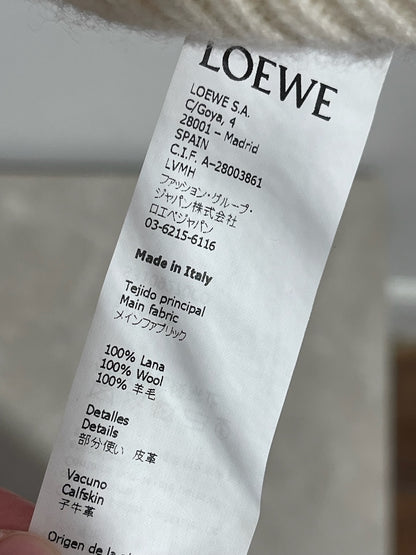 LOEWE
LOEWE S.A.
C/Goya, 4
28001 - Madrid
SPAIN
C.I.F. A-28003861
LVMH
ファッション・グループ・
ジャパン株式会社
ロエベジャパン
03-6215-6116
Made in Italy
Tejido principal
Main fabric
メインファブリック
100% Lana
100% Wool
100% 羊毛
Detalles
Details
部分使い 皮革
Vacuno
Calfskin
子牛革
Origen de la